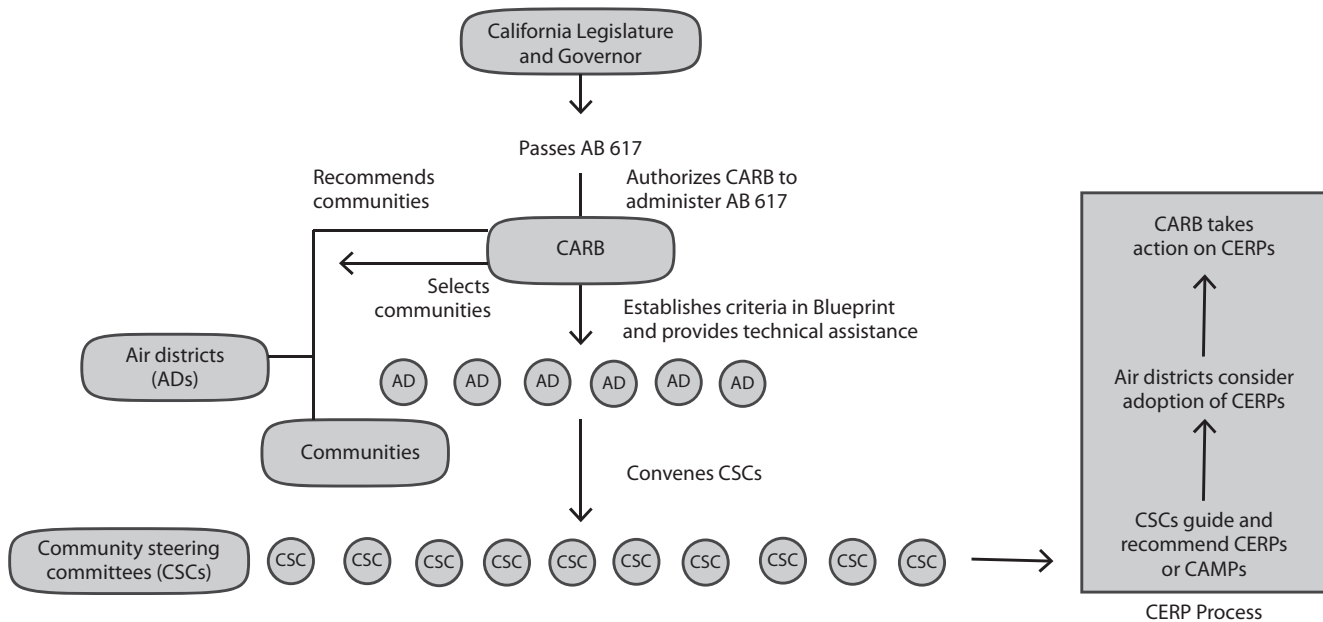 California Legislature
and Governor
Passes AB 617
Recommends
communities
Authorizes CARB to
administer AB 617
CARB
Selects
communities
Establishes criteria in Blueprint
and provides technical assistance
Air districts
(ADs)
AD AD AD AD AD AD
Communities
Convenes CSCs
Community steering
committees (CSCs)
CSC CSC CSC CSC CSC CSC CSC CSC CSC CSC
CARB takes
action on CERPs
Air districts consider
adoption of CERPs
CSCs guide and
recommend CERPs
or CAMPs
CERP Process